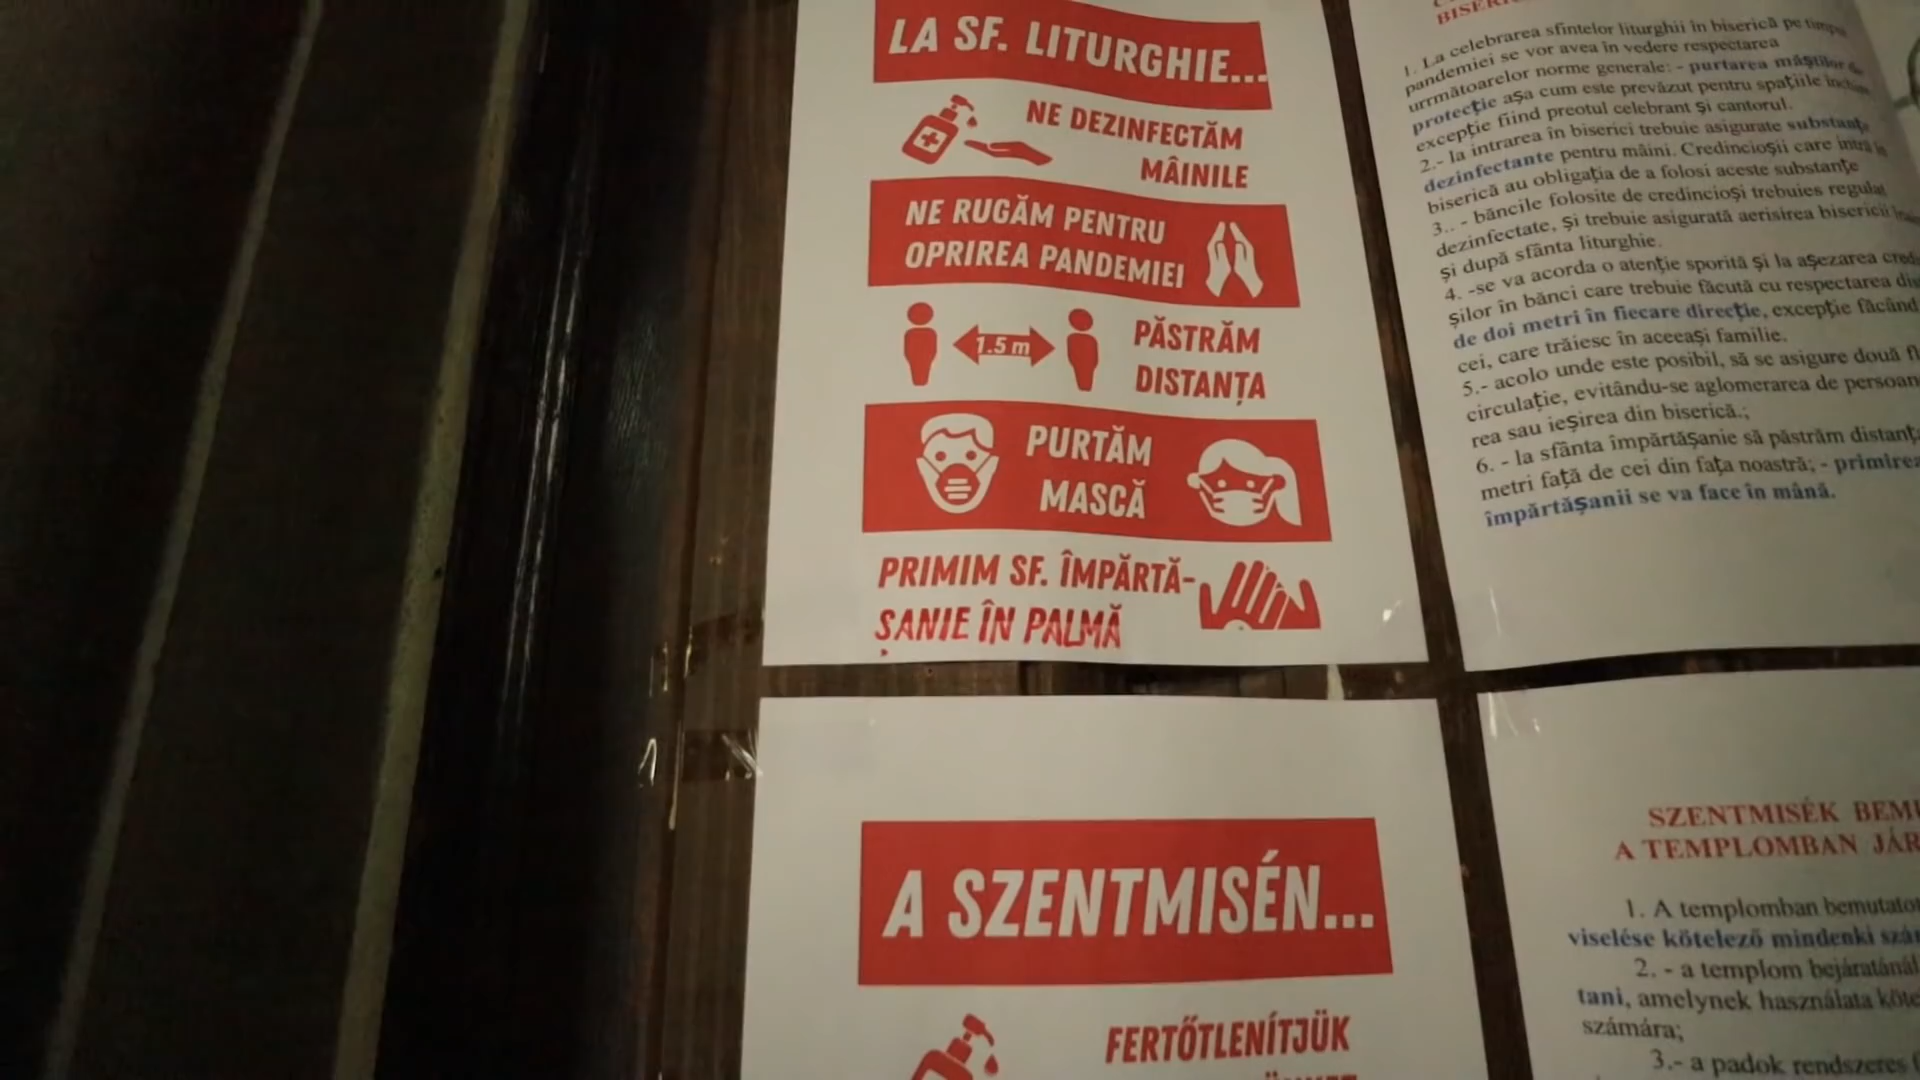 LA SF. LITURGHIE...
NE DEZINFECTĂM
MÂINILE
NE RUGĂM PENTRU
OPRIREA PANDEMIEI
1.5 m
PĂSTRĂM
DISTANȚA
PURTĂM
MASCĂ
PRIMIM SF. ÎMPĂRTĂ-
ȘANIE ÎN PALMĂ
1. La celebrarea sfintelor liturghii în biserică pe timpul
pandemiei se vor avea în vedere respectarea
următoarelor norme generale: - purtarea măștilor de
protecție așa cum este prevăzut pentru spațiile închise
excepție fiind preotul celebrant și cantorul.
2.- la intrarea în biserici trebuie asigurate substanțe
dezinfectante pentru mâini. Credincioșii care intră în
biserică au obligația de a folosi aceste substanțe
3.. - băncile folosite de credincioși trebuies regulat
dezinfectate, și trebuie asigurată aerisirea bisericii
și după sfânta liturghie.
4. -se va acorda o atenție sporită și la așezarea
șilor în bănci care trebuie făcută cu respectarea
de doi metri în fiecare direcție, excepție făcând
cei, care trăiesc în aceeași familie.
5.- acolo unde este posibil, să se asigure două
circulație, evitându-se aglomerarea de
rea sau ieșirea din biserică.;
6. - la sfânta împărtășanie să păstrăm
metri față de cei din fața noastră; - primirea
împărtășanii se va face în mână.
A SZENTMISÉN...
FERTŐTLENÍTJÜK
SZENTMISÉK
A TEMPLOMBAN
1. A templomban
viselése kötelező mindenki
2. - a templom bejáratánál
tani, amelynek használata
számára;
3.- a padok rendszeres